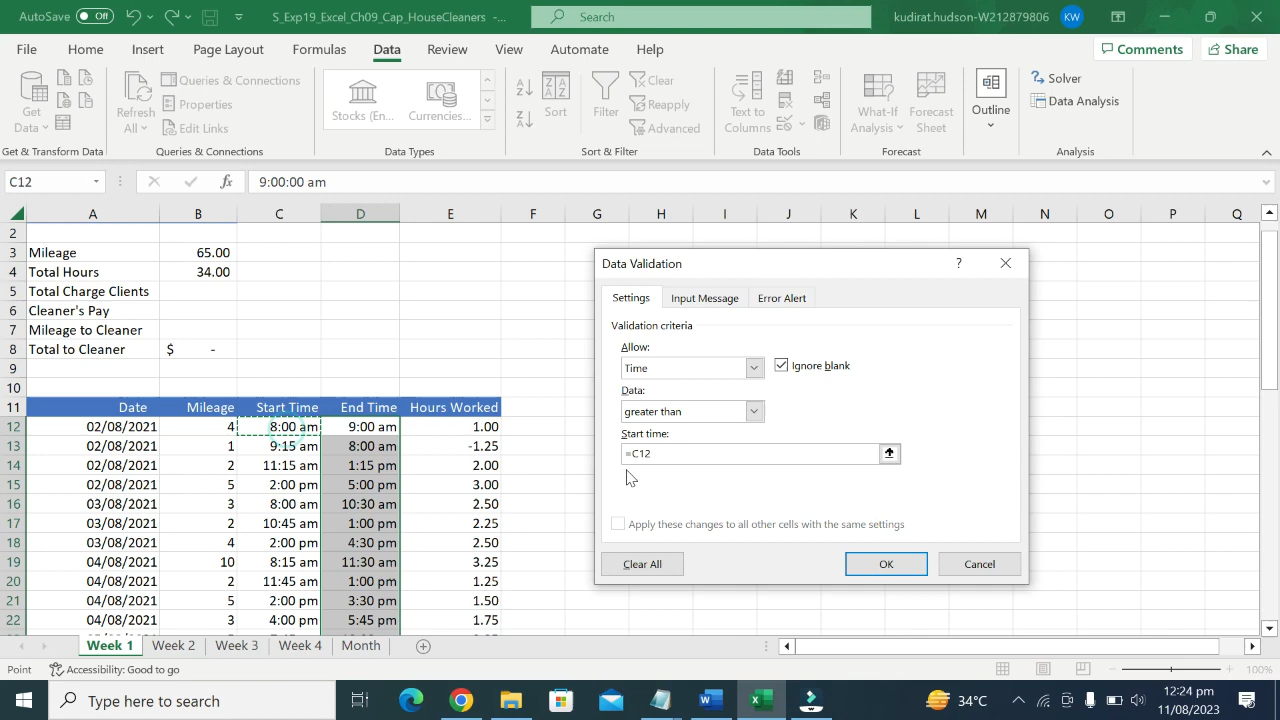 AutoSave Off S_Exp19_Excel_Ch09_Cap_HouseCleaners -... Search kudirat.hudson-W212879806 KW
File Home Insert Page Layout Formulas Data Review View Automate Help Comments Share
Get Data Refresh All Queries & Connections Properties Edit Links Stocks (En... Currencies... Sort Filter Clear Reapply Advanced Text to Columns What-If Analysis Forecast Sheet Outline Solver Data Analysis
Get & Transform Data Queries & Connections Data Types Sort & Filter Data Tools Forecast Analysis
C12 fx 9:00:00 am
A B C D E F G H I J K L M N O P Q
2
3 Mileage 65.00
4 Total Hours 34.00
5 Total Charge Clients
6 Cleaner's Pay
7 Mileage to Cleaner
8 Total to Cleaner $ -
9
10
11 Date Mileage Start Time End Time Hours Worked
12 02/08/2021 4 8:00 am 9:00 am 1.00
13 02/08/2021 1 9:15 am 8:00 am -1.25
14 02/08/2021 2 11:15 am 1:15 pm 2.00
15 02/08/2021 5 2:00 pm 5:00 pm 3.00
16 03/08/2021 3 8:00 am 10:30 am 2.50
17 03/08/2021 2 10:45 am 1:00 pm 2.25
18 03/08/2021 4 2:00 pm 4:30 pm 2.50
19 04/08/2021 10 8:15 am 11:30 am 3.25
20 04/08/2021 2 11:45 am 1:00 pm 1.25
21 04/08/2021 5 2:00 pm 3:30 pm 1.50
22 04/08/2021 3 4:00 pm 5:45 pm 1.75
Data Validation ?
Settings Input Message Error Alert
Validation criteria
Allow:
Time Ignore blank
Data:
greater than
Start time:
=C12
Apply these changes to all other cells with the same settings
Clear All OK Cancel
Week 1 Week 2 Week 3 Week 4 Month
Point Accessibility: Good to go 100%
Type here to search 34°C 12:24 pm
11/08/2023